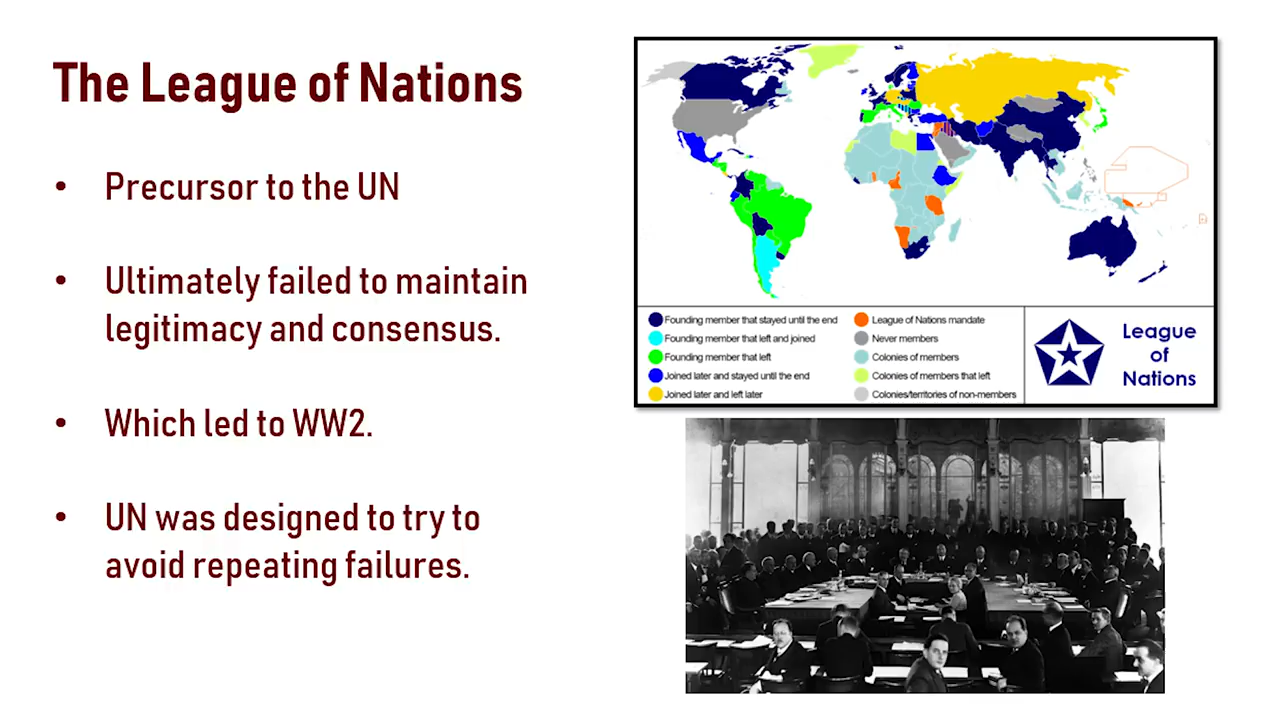 The League of Nations
• Precursor to the UN
• Ultimately failed to maintain
legitimacy and consensus.
• Which led to WW2.
• UN was designed to try to
avoid repeating failures.
Founding member that stayed until the end
Founding member that left and joined
Founding member that left
Joined later and stayed until the end
Joined later and left later
League of Nations mandate
Never members
Colonies of members
Colonies of members that left
Colonies/territories of non-members
League
of
Nations